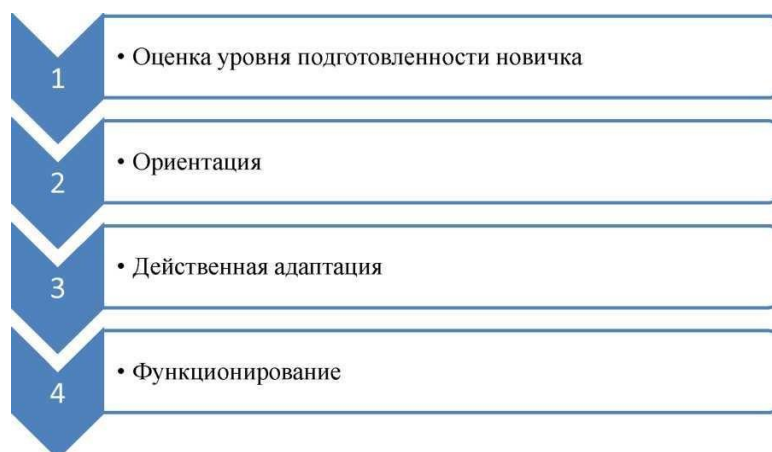 1
• Оценка уровня подготовленности новичка
2
• Ориентация
3
• Действенная адаптация
4
• Функционирование